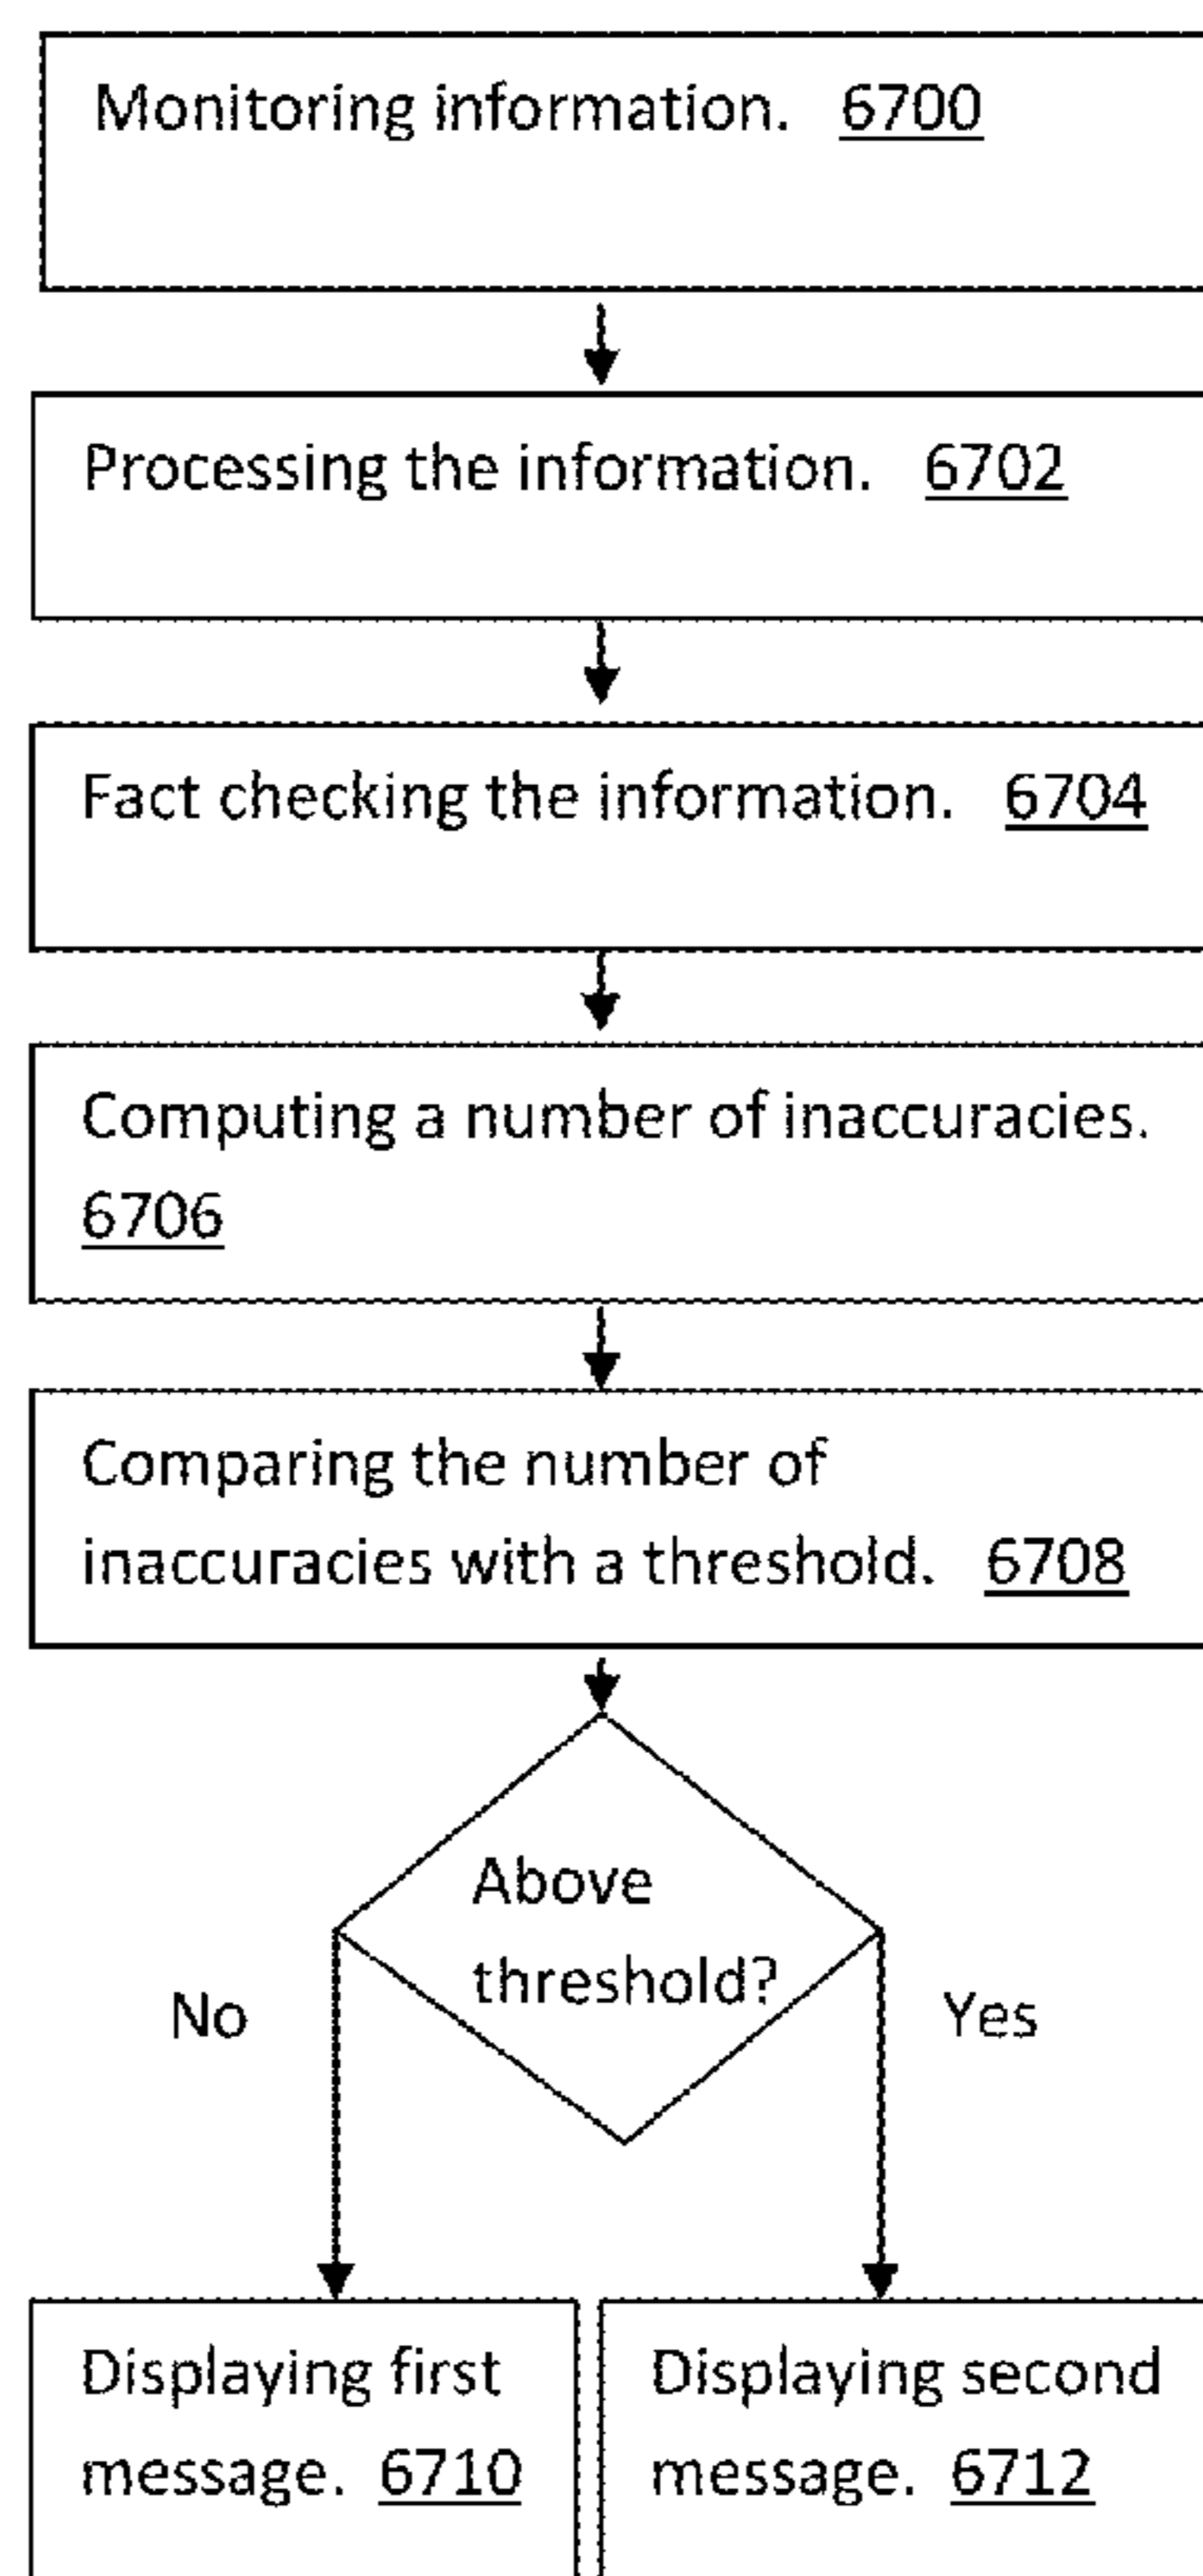 Monitoring information. 6700
Processing the information. 6702
Fact checking the information. 6704
Computing a number of inaccuracies.
6706
Comparing the number of
inaccuracies with a threshold. 6708
Above
threshold?
No
Yes
Displaying first
message. 6710
Displaying second
message. 6712